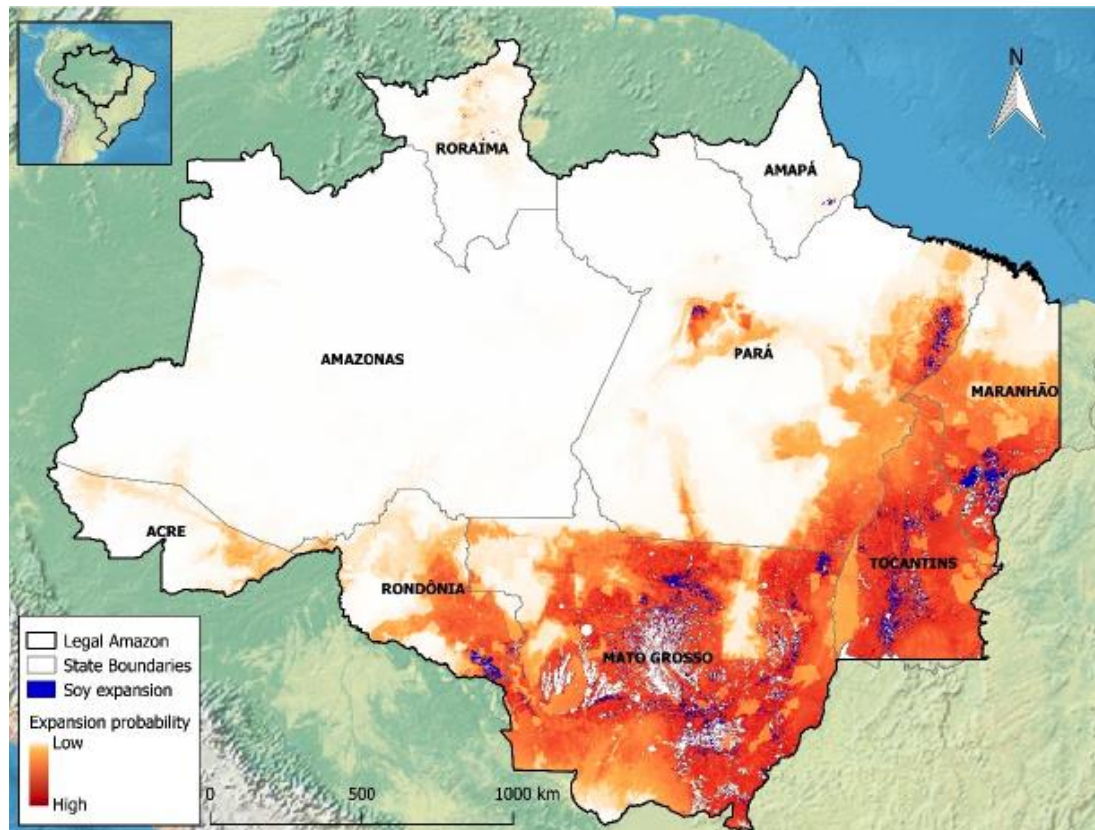 N
RORAÍMA
AMAPÁ
AMAZONAS
PARÁ
MARANHÃO
ACRE
RONDÔNIA
TOCANTINS
MATO GROSSO
Legal Amazon
State Boundaries
Soy expansion
Expansion probability
Low
High
0 500 1000 km